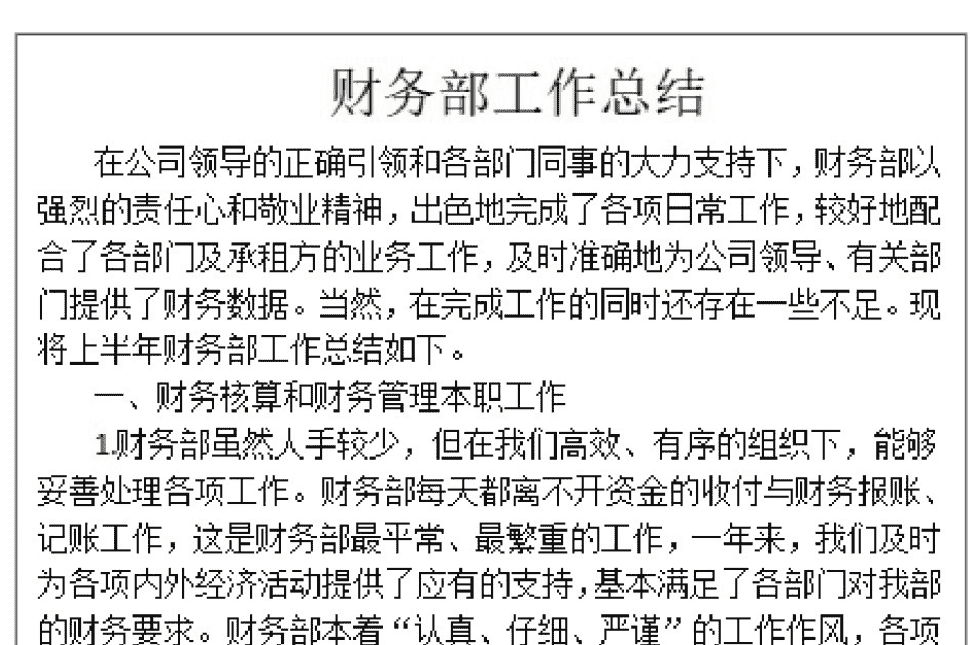 财务部工作总结
在公司领导的正确引领和各部门同事的大力支持下，财务部以
强烈的责任心和敬业精神，出色地完成了各项日常工作，较好地配
合了各部门及承租方的业务工作，及时准确地为公司领导、有关部
门提供了财务数据。当然，在完成工作的同时还存在一些不足。现
将上半年财务部工作总结如下。
一、财务核算和财务管理本职工作
1.财务部虽然人手较少，但在我们高效、有序的组织下，能够
妥善处理各项工作。财务部每天都离不开资金的收付与财务报账、
记账工作，这是财务部最平常、最繁重的工作，一年来，我们及时
为各项内外经济活动提供了应有的支持，基本满足了各部门对我部
的财务要求。财务部本着“认真、仔细、严谨”的工作作风，各项